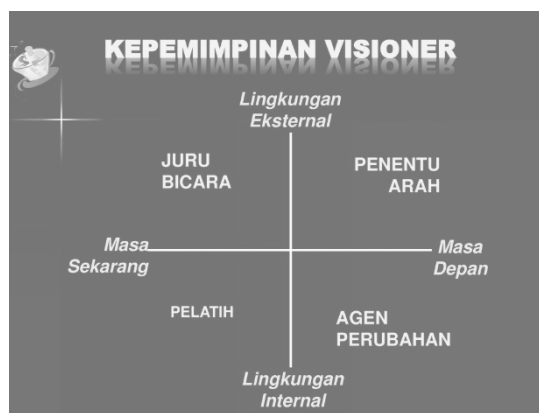 KEPEMIMPINAN VISIONER
Lingkungan
Eksternal
JURU
BICARA
PENENTU
ARAH
Masa
Sekarang
Masa
Depan
PELATIH
AGEN
PERUBAHAN
Lingkungan
Internal